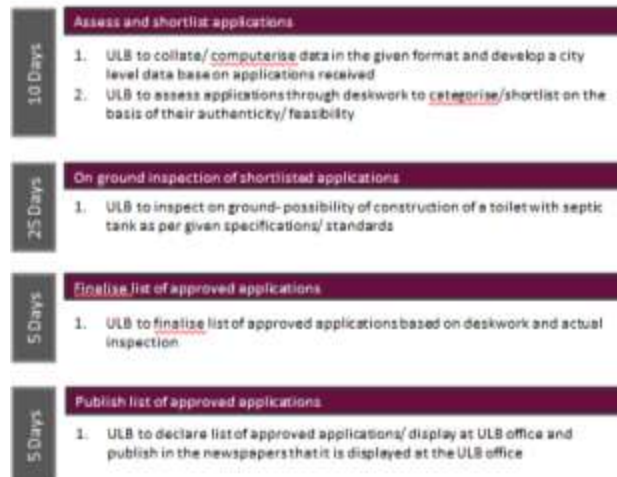 10 Days
Assess and shortlist applications
1. ULB to collate/ computerise data in the given format and develop a city
level data base on applications received
2. ULB to assess applications through deskwork to categorise/shortlist on the
basis of their authenticity/ feasibility
25 Days
On ground inspection of shortlisted applications
1. ULB to inspect on ground- possibility of construction of a toilet with septic
tank as per given specifications/ standards
5 Days
Finalise list of approved applications
1. ULB to finalise list of approved applications based on deskwork and actual
inspection
5 Days
Publish list of approved applications
1. ULB to declare list of approved applications/ display at ULB office and
publish in the newspapers that it is displayed at the ULB office